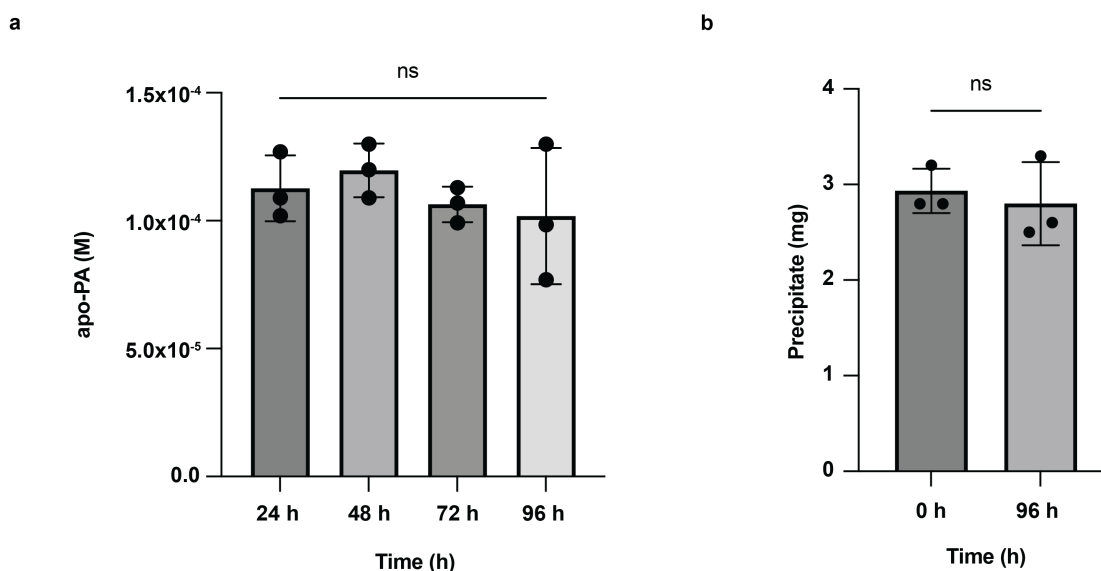 a
ns
1.5x10⁻⁴
1.0x10⁻⁴
5.0x10⁻⁵
0.0
apo-PA (M)
24 h 48 h 72 h 96 h
Time (h)
b
ns
4
3
2
1
0
Precipitate (mg)
0 h 96 h
Time (h)